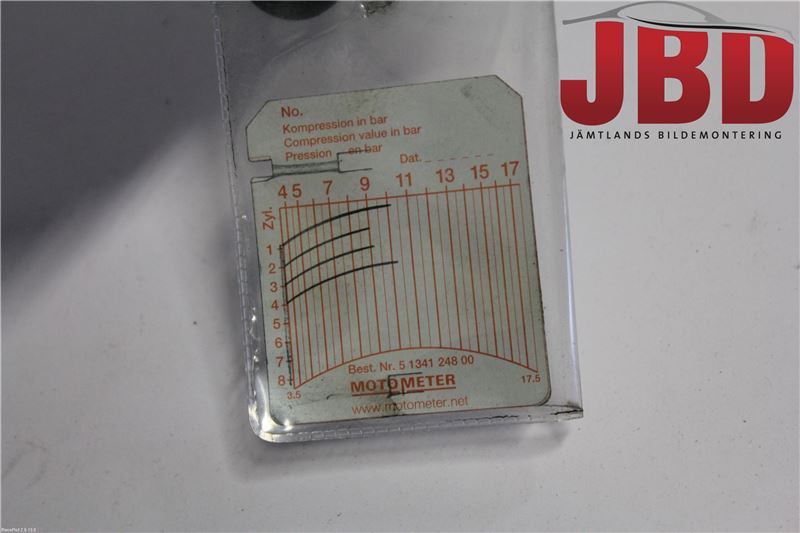 JBD
JÄMTLANDS BILDEMONTERING
No.
Kompression in bar
Compression value in bar
Pression en bar
Dat.
4 5 7 9 11 13 15 17
Zyl.
1
2
3
4
5
6
7
8
3.5
17.5
Best. Nr. 5 1341 248 00
MOTOMETER
www.motometer.net